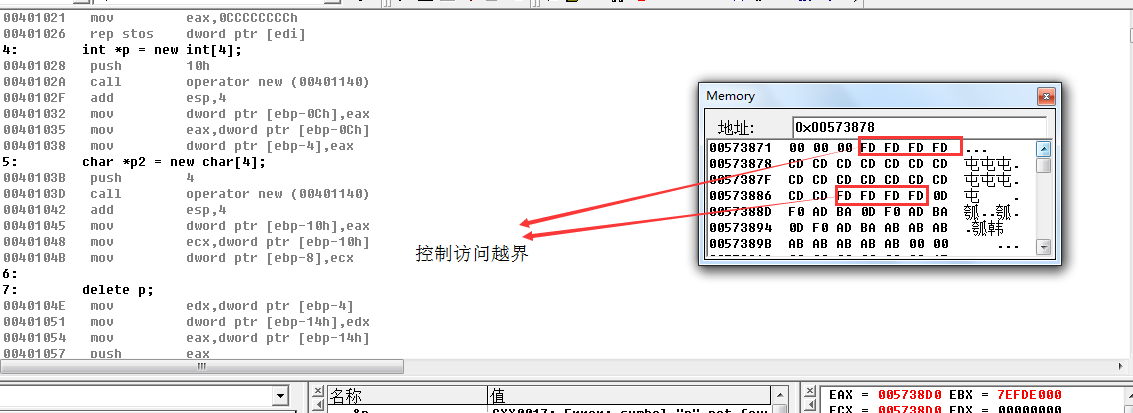 00401021 mov eax,0CCCCCCCCh
00401026 rep stos dword ptr [edi]
4: int *p = new int[4];
00401028 push 10h
0040102A call operator new (00401140)
0040102F add esp,4
00401032 mov dword ptr [ebp-0Ch],eax
00401035 mov eax,dword ptr [ebp-0Ch]
00401038 mov dword ptr [ebp-4],eax
5: char *p2 = new char[4];
0040103B push 4
0040103D call operator new (00401140)
00401042 add esp,4
00401045 mov dword ptr [ebp-10h],eax
00401048 mov ecx,dword ptr [ebp-10h]
0040104B mov dword ptr [ebp-8],ecx
6:
7: delete p;
0040104E mov edx,dword ptr [ebp-4]
00401051 mov dword ptr [ebp-14h],edx
00401054 mov eax,dword ptr [ebp-14h]
00401057 push eax
控制访问越界
Memory
地址: 0x00573878
00573871 00 00 00 FD FD FD FD ...
00573878 CD CD CD CD CD CD CD 屯屯屯.
0057387F CD CD CD CD CD CD CD 屯屯屯.
00573886 CD CD FD FD FD FD 0D 屯 .
0057388D F0 AD BA 0D F0 AD BA 瓠..瓠.
00573894 0D F0 AD BA AB AB AB .瓠韩
0057389B AB AB AB AB AB 00 00 ...
名称 值
EAX = 005738D0 EBX = 7EFDE000